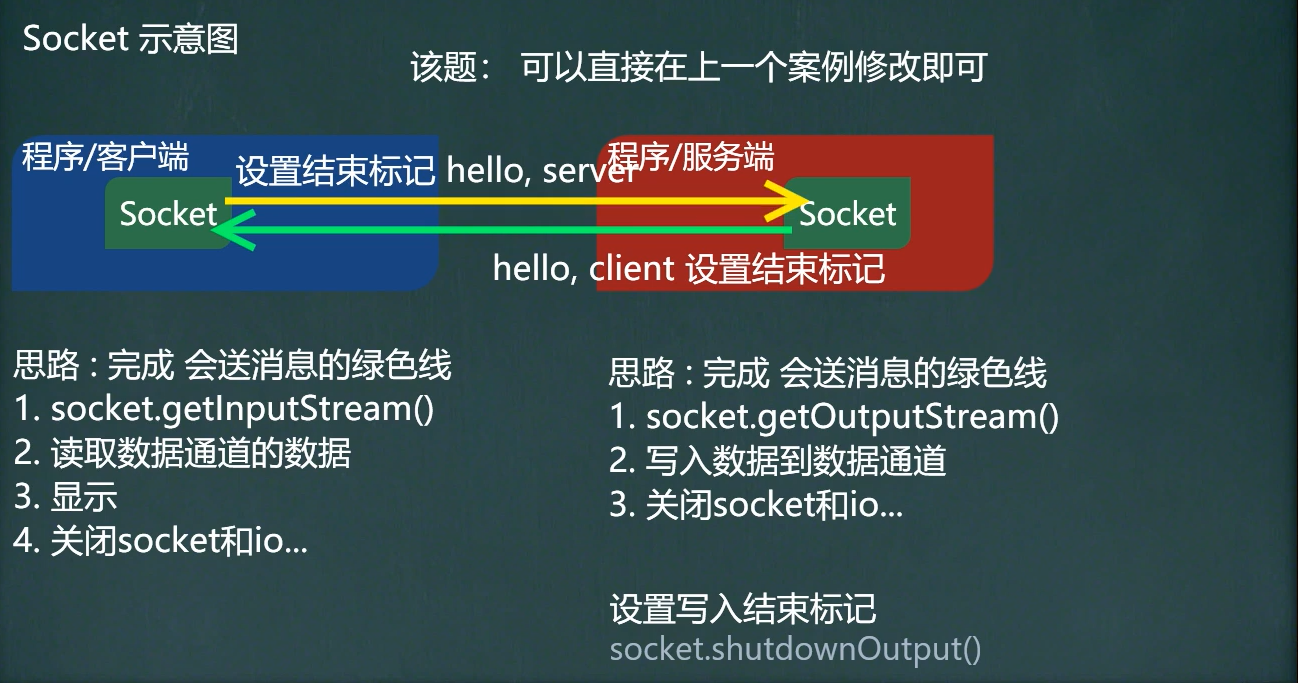 Socket 示意图
该题： 可以直接在上一个案例修改即可
程序/客户端
设置结束标记 hello, server
程序/服务端
Socket
Socket
hello, client 设置结束标记
思路 : 完成 会送消息的绿色线
1. socket.getInputStream()
2. 读取数据通道的数据
3. 显示
4. 关闭socket和io...
思路 : 完成 会送消息的绿色线
1. socket.getOutputStream()
2. 写入数据到数据通道
3. 关闭socket和io...
设置写入结束标记
socket.shutdownOutput()